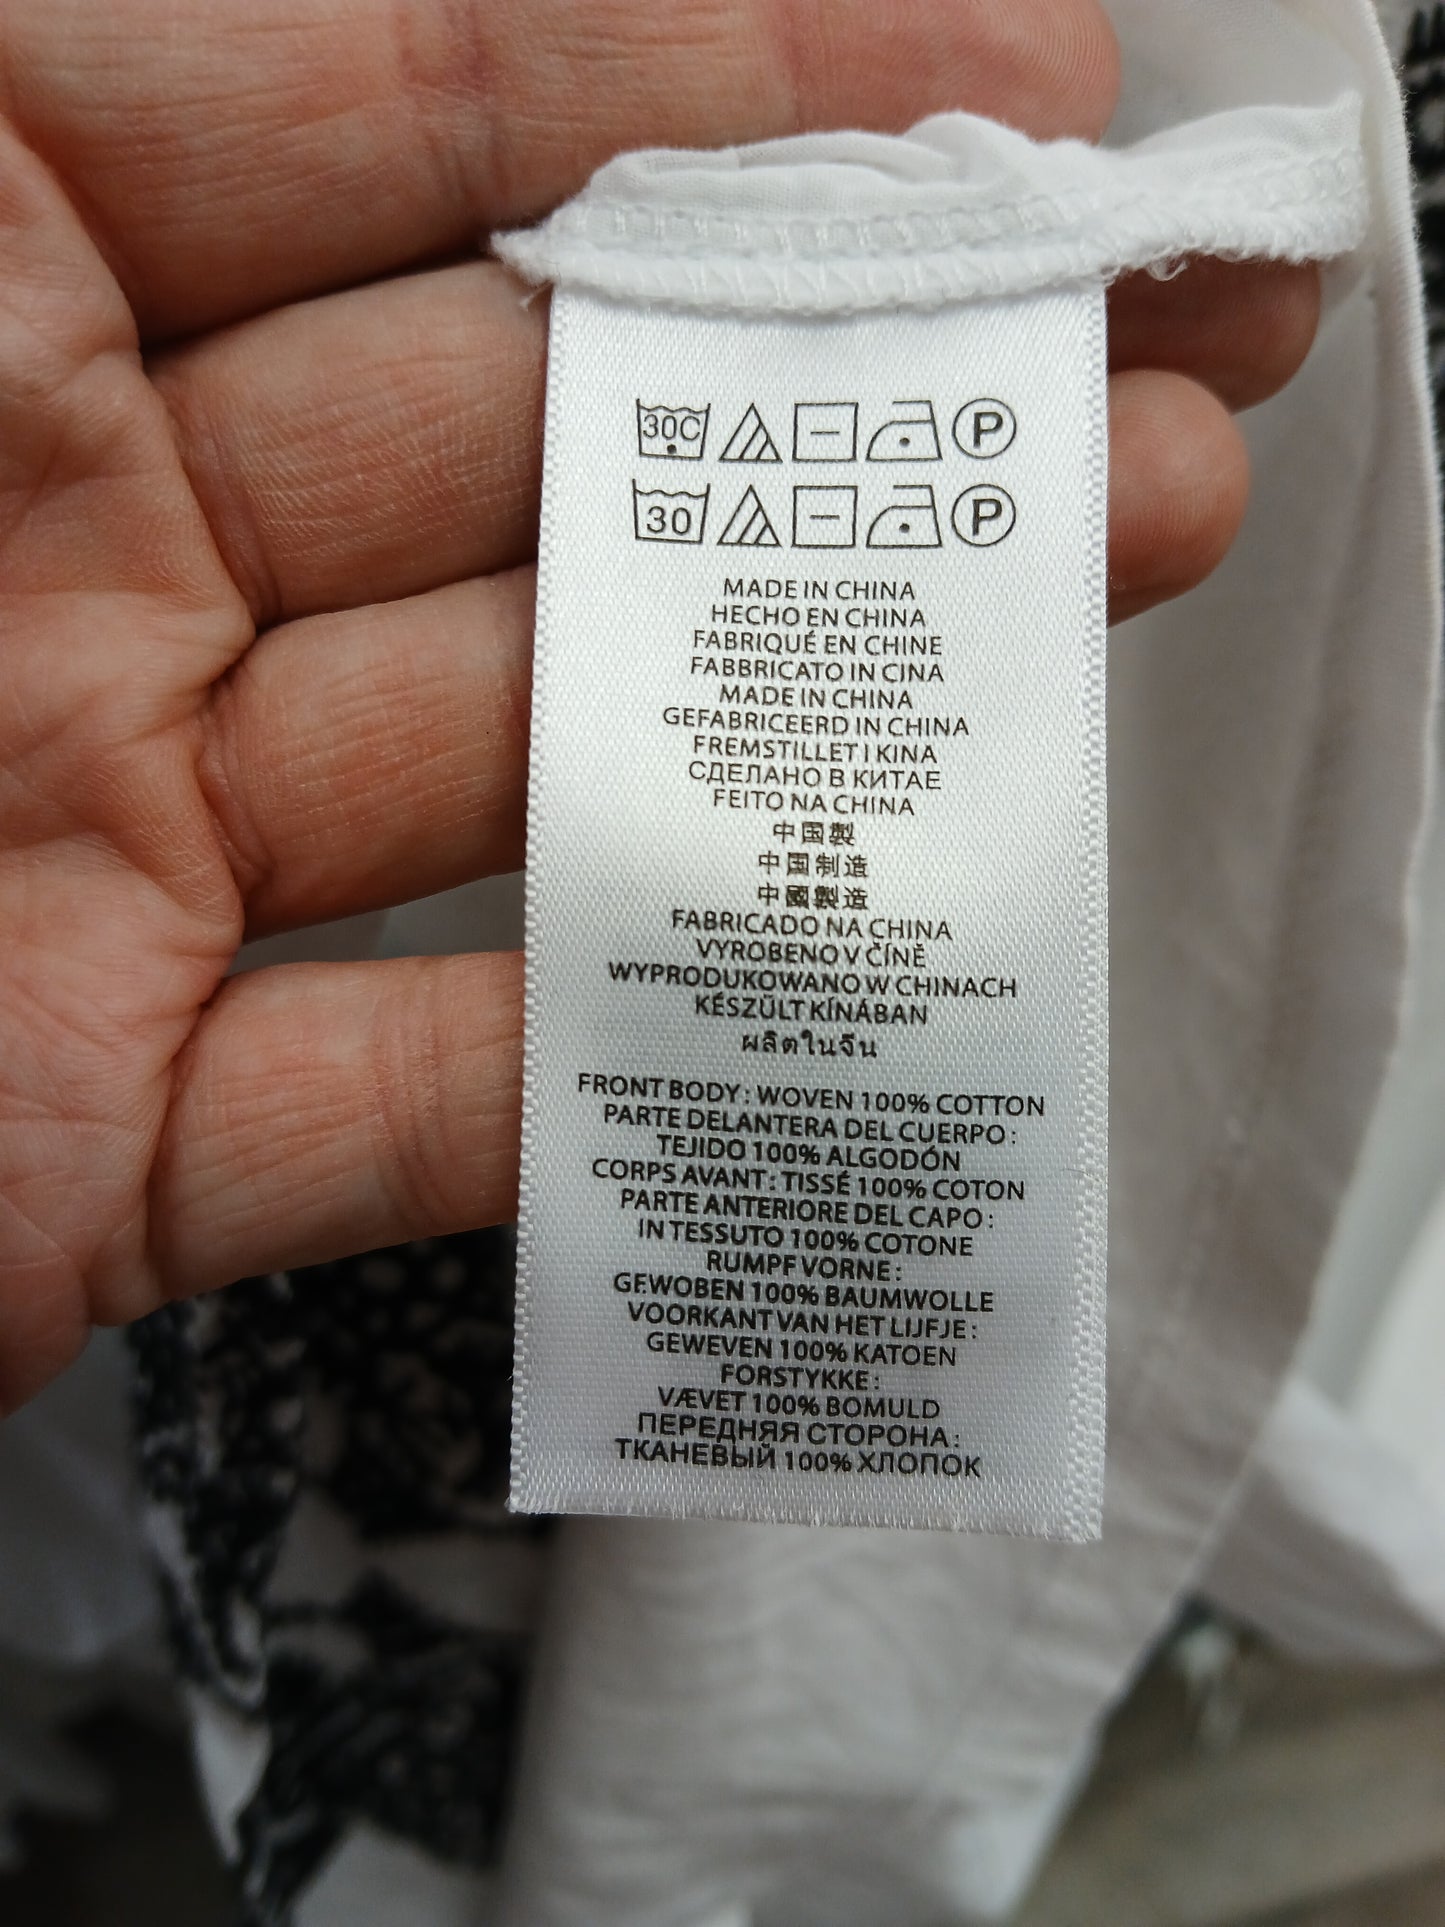 30C P
30 P
MADE IN CHINA
HECHO EN CHINA
FABRIQUÉ EN CHINE
FABBRICATO IN CINA
MADE IN CHINA
GEFABRICEERD IN CHINA
FREMSTILLET I KINA
СДЕЛАНО В КИТАЕ
FEITO NA CHINA
中国製
中国制造
中國製造
FABRICADO NA CHINA
VYROBENO V ČÍNĚ
WYPRODUKOWANO W CHINACH
KÉSZÜLT KÍNÁBAN
ผลิตในจีน
FRONT BODY : WOVEN 100% COTTON
PARTE DELANTERA DEL CUERPO :
TEJIDO 100% ALGODÓN
CORPS AVANT : TISSÉ 100% COTON
PARTE ANTERIORE DEL CAPO :
IN TESSUTO 100% COTONE
RUMPF VORNE :
GEWOBEN 100% BAUMWOLLE
VOORKANT VAN HET LIJFJE :
GEWEVEN 100% KATOEN
FORSTYKKE :
VÆVET 100% BOMULD
ПЕРЕДНЯЯ СТОРОНА :
ТКАНЕВЫЙ 100% ХЛОПОК